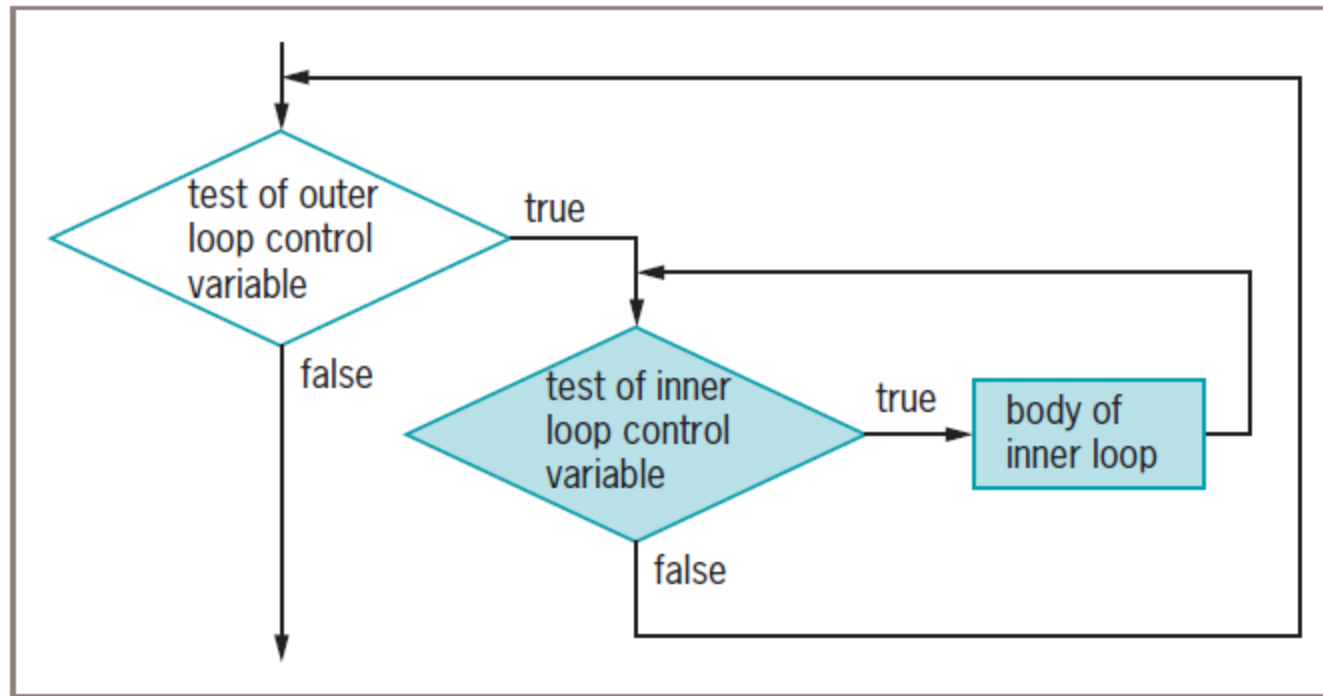 test of outer
loop control
variable
true
false
test of inner
loop control
variable
true
body of
inner loop
false